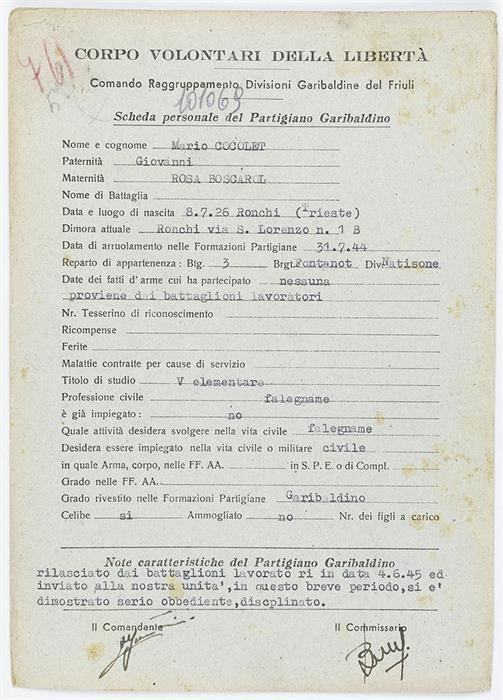 761
CORPO VOLONTARI DELLA LIBERTÀ
Comando Raggruppamento Divisioni Garibaldine del Friuli
101069
Scheda personale del Partigiano Garibaldino
Nome e cognome Mario COCOLET
Paternità Giovanni
Maternità ROSA BOSCAROL
Nome di Battaglia
Data e luogo di nascita 8.7.26 Ronchi (Trieste)
Dimora attuale Ronchi via S. Lorenzo n. 1 B
Data di arruolamento nelle Formazioni Partigiane 31.7.44
Reparto di appartenenza: Btg. 3 Brgt. Fontanot Div. Natisone
Date dei fatti d'arme cui ha partecipato nessuna
proviene dai battaglioni lavoratori
Nr. Tesserino di riconoscimento
Ricompense
Ferite
Malattie contratte per cause di servizio
Titolo di studio V elementare
Professione civile falegname
è già impiegato: no
Quale attività desidera svolgere nella vita civile falegname
Desidera essere impiegato nella vita civile o militare civile
in quale Arma, corpo, nelle FF. AA. in S. P. E. o di Compl.
Grado nelle FF. AA.
Grado rivestito nelle Formazioni Partigiane Garibaldino
Celibe si Ammogliato no Nr. dei figli a carico
Note caratteristiche del Partigiano Garibaldino
rilasciato dai battaglioni lavorato ri in data 4.6.45 ed
inviato alla nostra unita',in questo breve periodo,si e'
dimostrato serio obbediente,discplinato.
Il Comandante Il Commissario